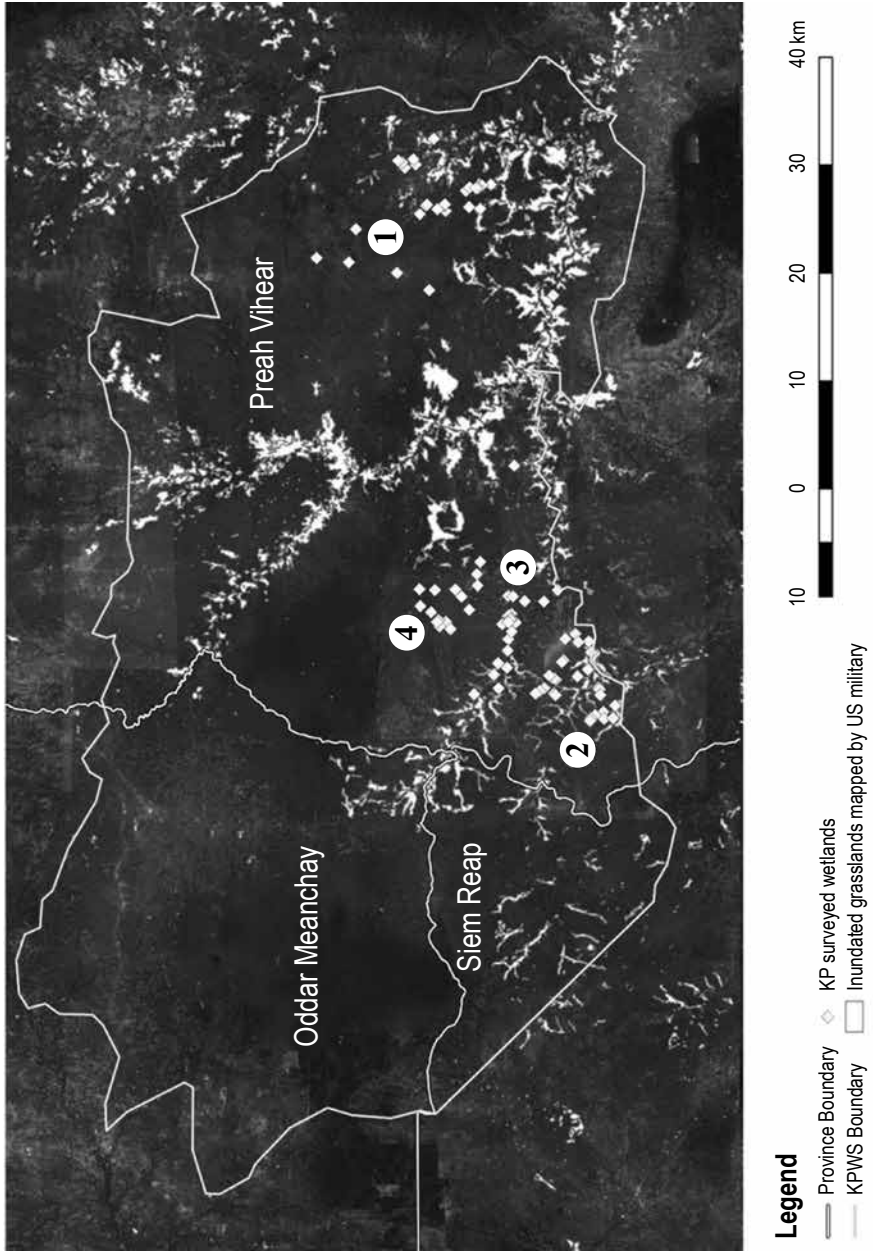 Oddar Meanchay
Preah Vihear
Siem Reap
1
2
3
4
Legend
Province Boundary
KPWS Boundary
KP surveyed wetlands
Inundated grasslands mapped by US military
10 0 10 20 30 40 km